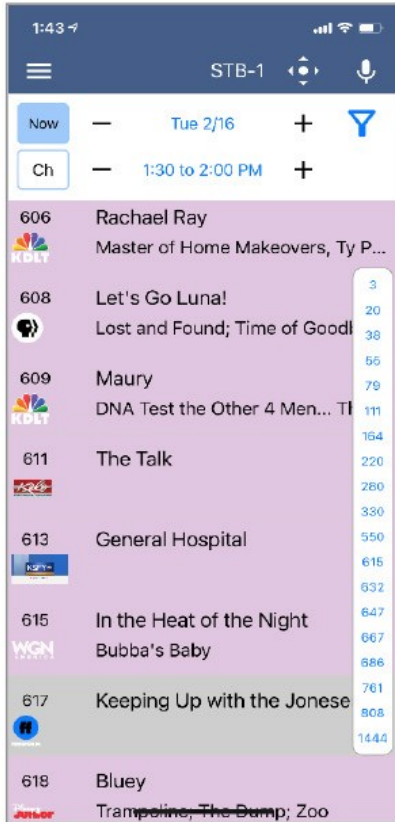 1:43
STB-1
Now
Tue 2/16
Ch
1:30 to 2:00 PM
606
Rachael Ray
KDLT
Master of Home Makeovers, Ty P...
608
Let's Go Luna!
Lost and Found; Time of Good
609
Maury
KDLT
DNA Test the Other 4 Men... Th
611
The Talk
613
General Hospital
KSFY
615
In the Heat of the Night
WGN
AMERICA
Bubba's Baby
617
Keeping Up with the Jonese
618
Bluey
Junior
Trampoline; The Dump; Zoo
3
20
38
56
79
111
164
220
280
330
550
615
632
647
667
686
761
808
1444